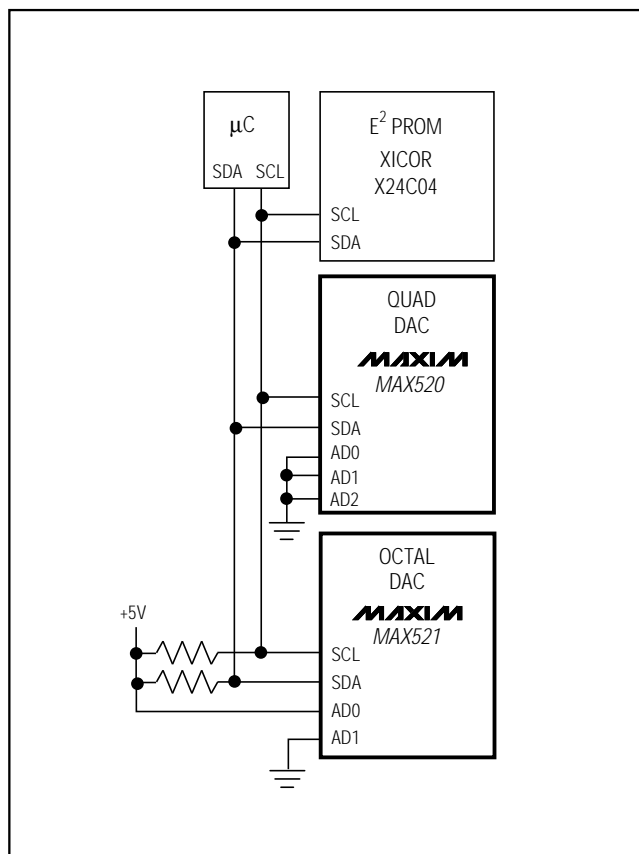 μC
SDA SCL
E² PROM
XICOR
X24C04
SCL
SDA
QUAD
DAC
MAXIM
MAX520
SCL
SDA
AD0
AD1
AD2
OCTAL
DAC
MAXIM
MAX521
+5V
SCL
SDA
AD0
AD1